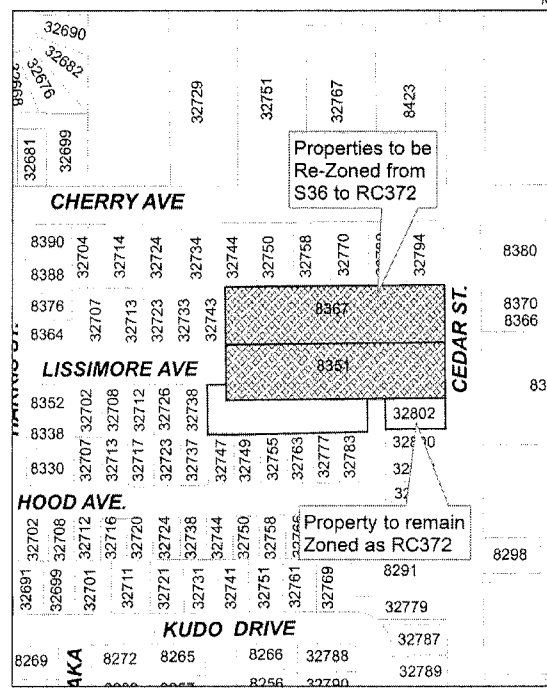 32690
32682
32676
32668
32681
32699
32729
32751
32767
8423
Properties to be
Re-Zoned from
S36 to RC372
CHERRY AVE
8390 32704 32714 32724 32734 32744 32750 32758 32770 32794 8380
8388
8376 32707 32713 32723 32733 32743 8367 8370
8364 8366
CEDAR ST.
LISSIMORE AVE 8351
8352 32702 32708 32712 32726 32738 32802
8338
8330 32707 32713 32717 32723 32737 32747 32749 32755 32763 32777 32783
HOOD AVE.
Property to remain
Zoned as RC372
32702 32708 32712 32716 32720 32724 32738 32744 32750 32758 8298
32691 32699 32701 32711 32721 32731 32741 32751 32761 32769 8291
32779
KUDO DRIVE 32787
8269 8272 8265 8266 32788 32789
AKA
8256 32790